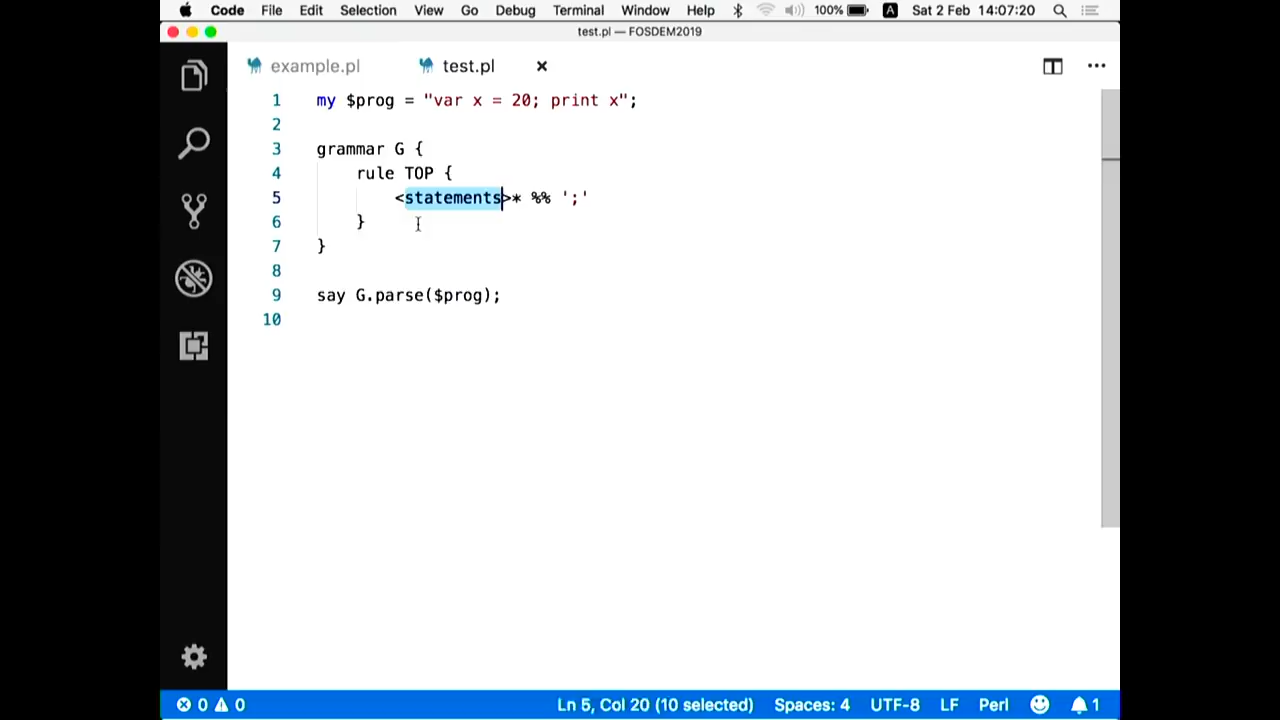 Code File Edit Selection View Go Debug Terminal Window Help 100% A Sat 2 Feb 14:07:20
test.pl — FOSDEM2019
example.pl test.pl
1 my $prog = "var x = 20; print x";
2
3 grammar G {
4 rule TOP {
5 <statements>* %% ';'
6 }
7 }
8
9 say G.parse($prog);
10
0 0 Ln 5, Col 20 (10 selected) Spaces: 4 UTF-8 LF Perl 1